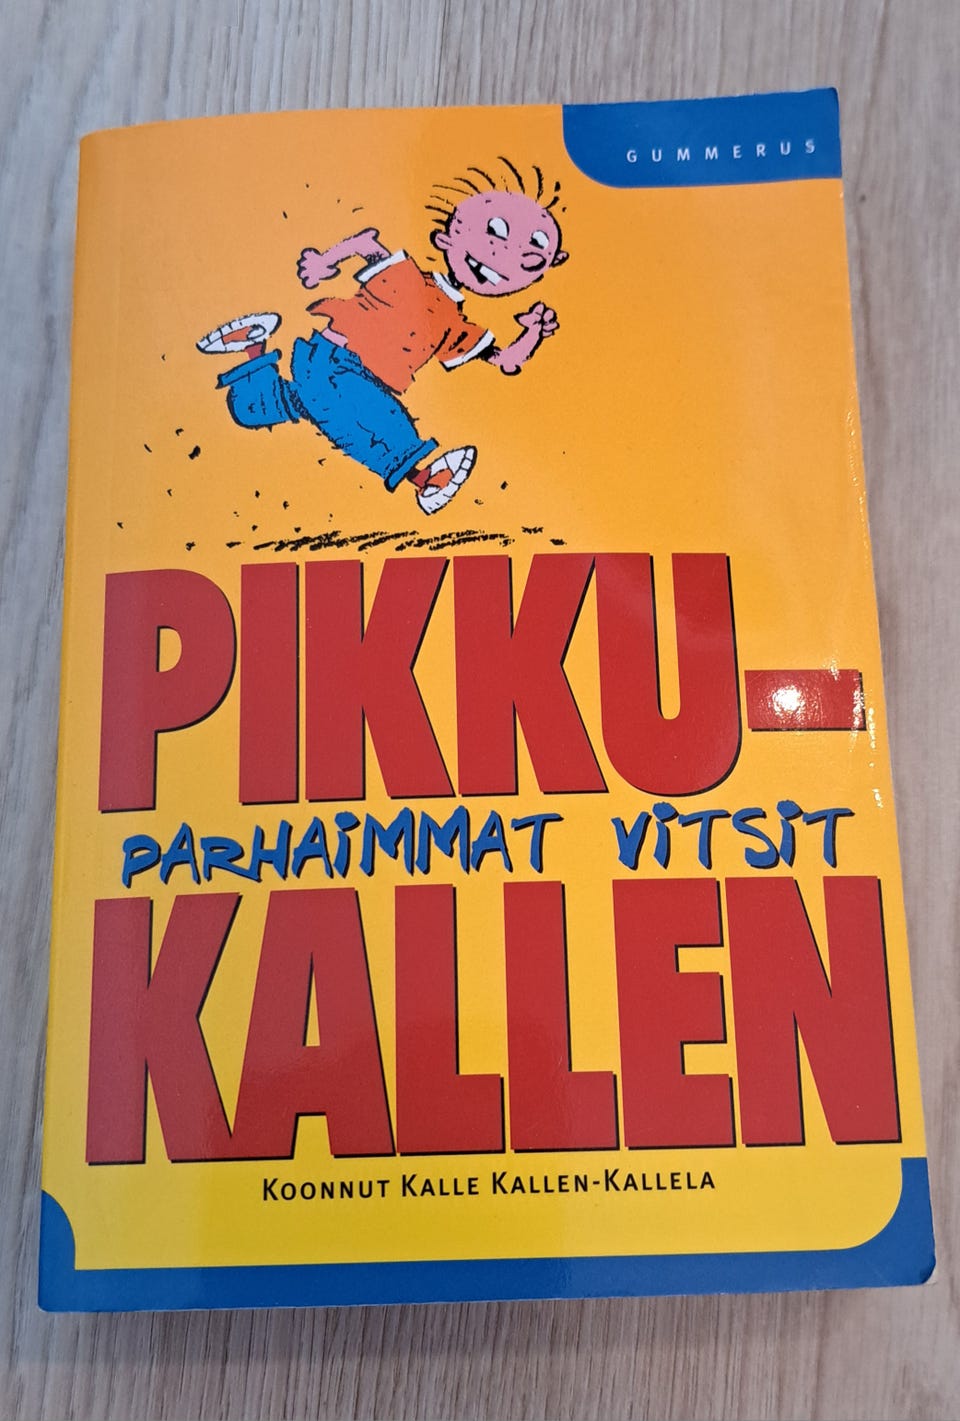 GUMMERUS
PIKKU-
PARHAIMMAT VITSIT
KALLEN
KOONNUT KALLE KALLEN-KALLELA